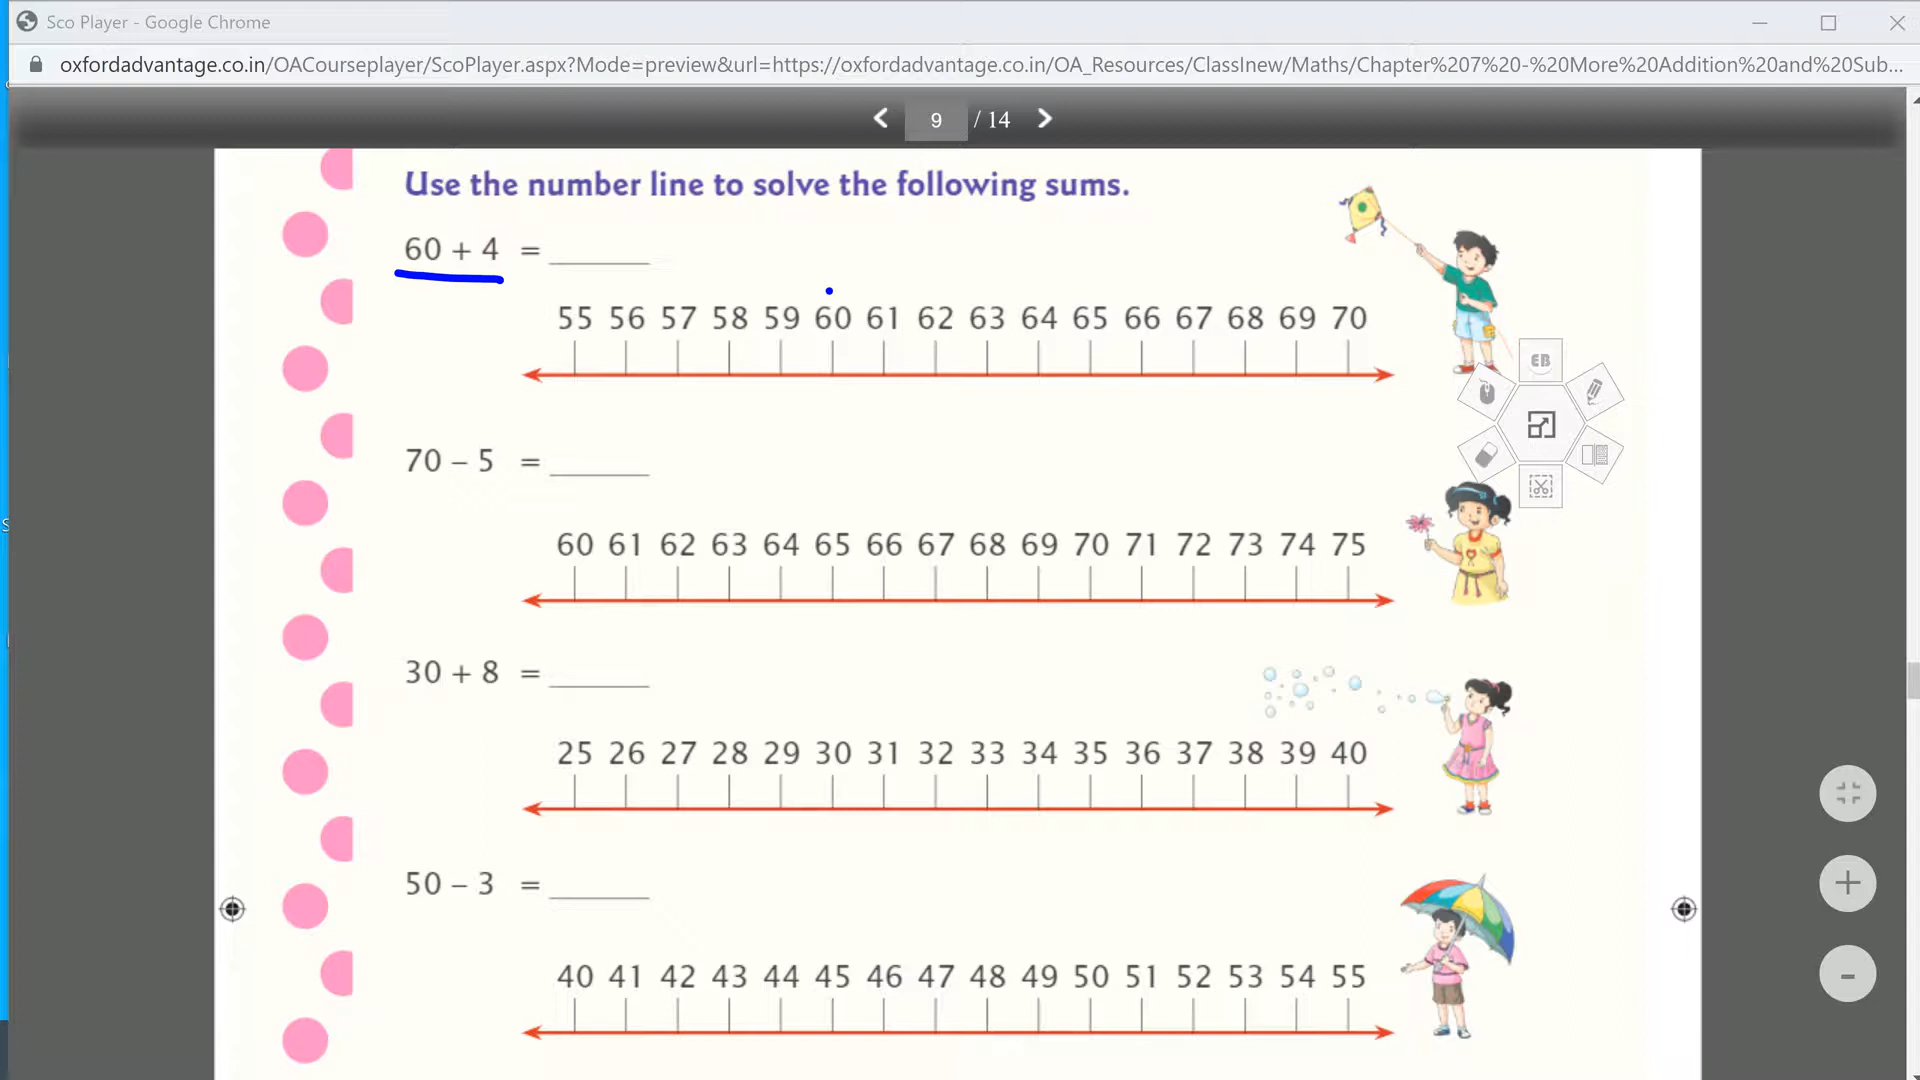 Sco Player - Google Chrome
oxfordadvantage.co.in/OACourseplayer/ScoPlayer.aspx?Mode=preview&url=https://oxfordadvantage.co.in/OA_Resources/ClassInew/Maths/Chapter%207%20-%20More%20Addition%20and%20Sub...
9 / 14
Use the number line to solve the following sums.
60 + 4 = ______
55 56 57 58 59 60 61 62 63 64 65 66 67 68 69 70
EB
70 – 5 = ______
60 61 62 63 64 65 66 67 68 69 70 71 72 73 74 75
30 + 8 = ______
25 26 27 28 29 30 31 32 33 34 35 36 37 38 39 40
50 – 3 = ______
40 41 42 43 44 45 46 47 48 49 50 51 52 53 54 55